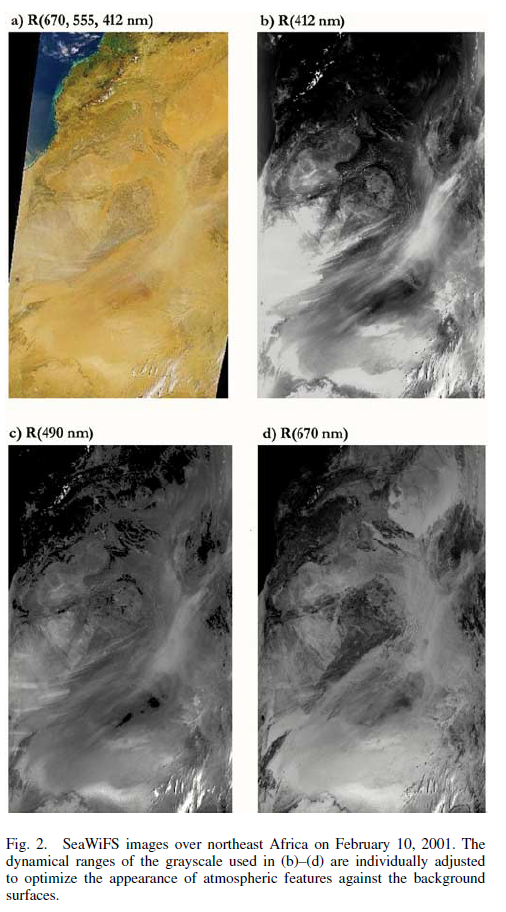 a) R(670, 555, 412 nm)
b) R(412 nm)
c) R(490 nm)
d) R(670 nm)
Fig. 2. SeaWiFS images over northeast Africa on February 10, 2001. The
dynamical ranges of the grayscale used in (b)–(d) are individually adjusted
to optimize the appearance of atmospheric features against the background
surfaces.